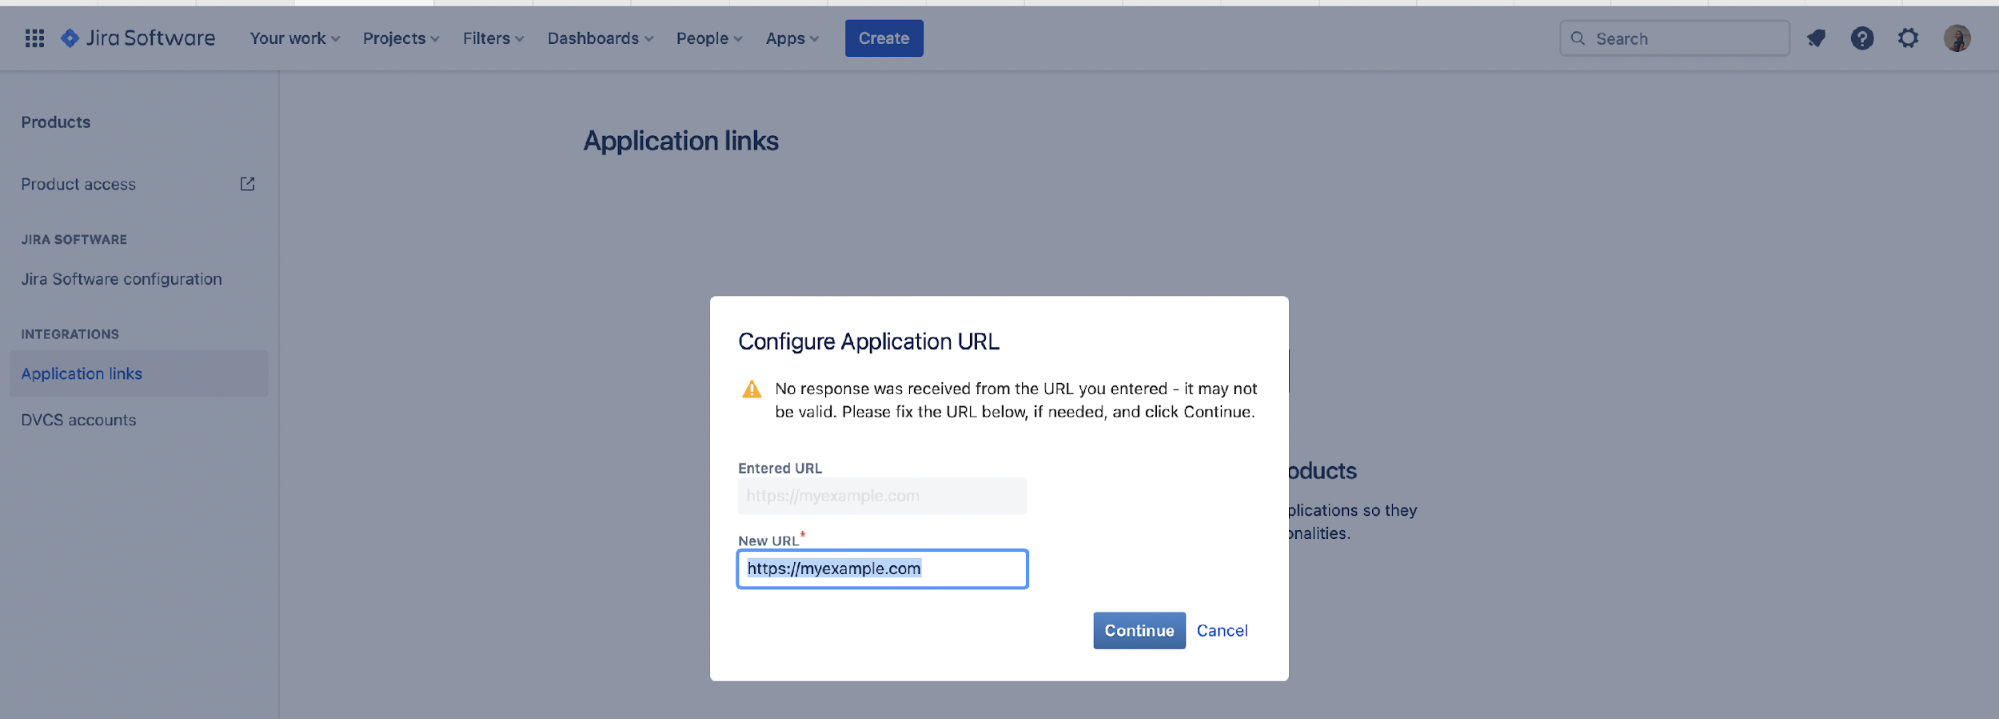 Jira Software
Your work
Projects
Filters
Dashboards
People
Apps
Create
Search
Products
Product access
JIRA SOFTWARE
Jira Software configuration
INTEGRATIONS
Application links
DVCS accounts
Application links
Configure Application URL
No response was received from the URL you entered - it may not
be valid. Please fix the URL below, if needed, and click Continue.
Entered URL
https://myexample.com
New URL*
https://myexample.com
Continue
Cancel
oducts
plications so they
onalities.